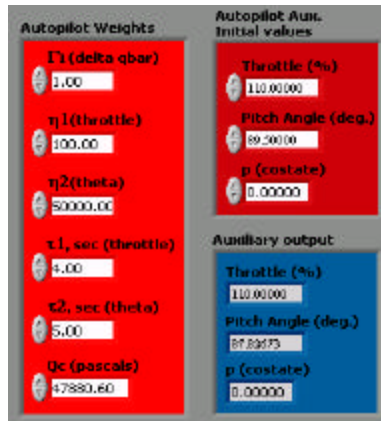 Autopilot Weights
Γ1 (delta qbar)
1.00
η1(throttle)
100.00
η2(theta)
50000.00
τ1, sec (throttle)
4.00
τ2, sec (theta)
5.00
Qc (pascals)
47880.60
Autopilot Aux.
Initial values
Throttle (%)
110.00000
Pitch Angle (deg.)
89.50000
p (costate)
0.00000
Auxiliary output
Throttle (%)
110.00000
Pitch Angle (deg.)
p (costate)
0.00000